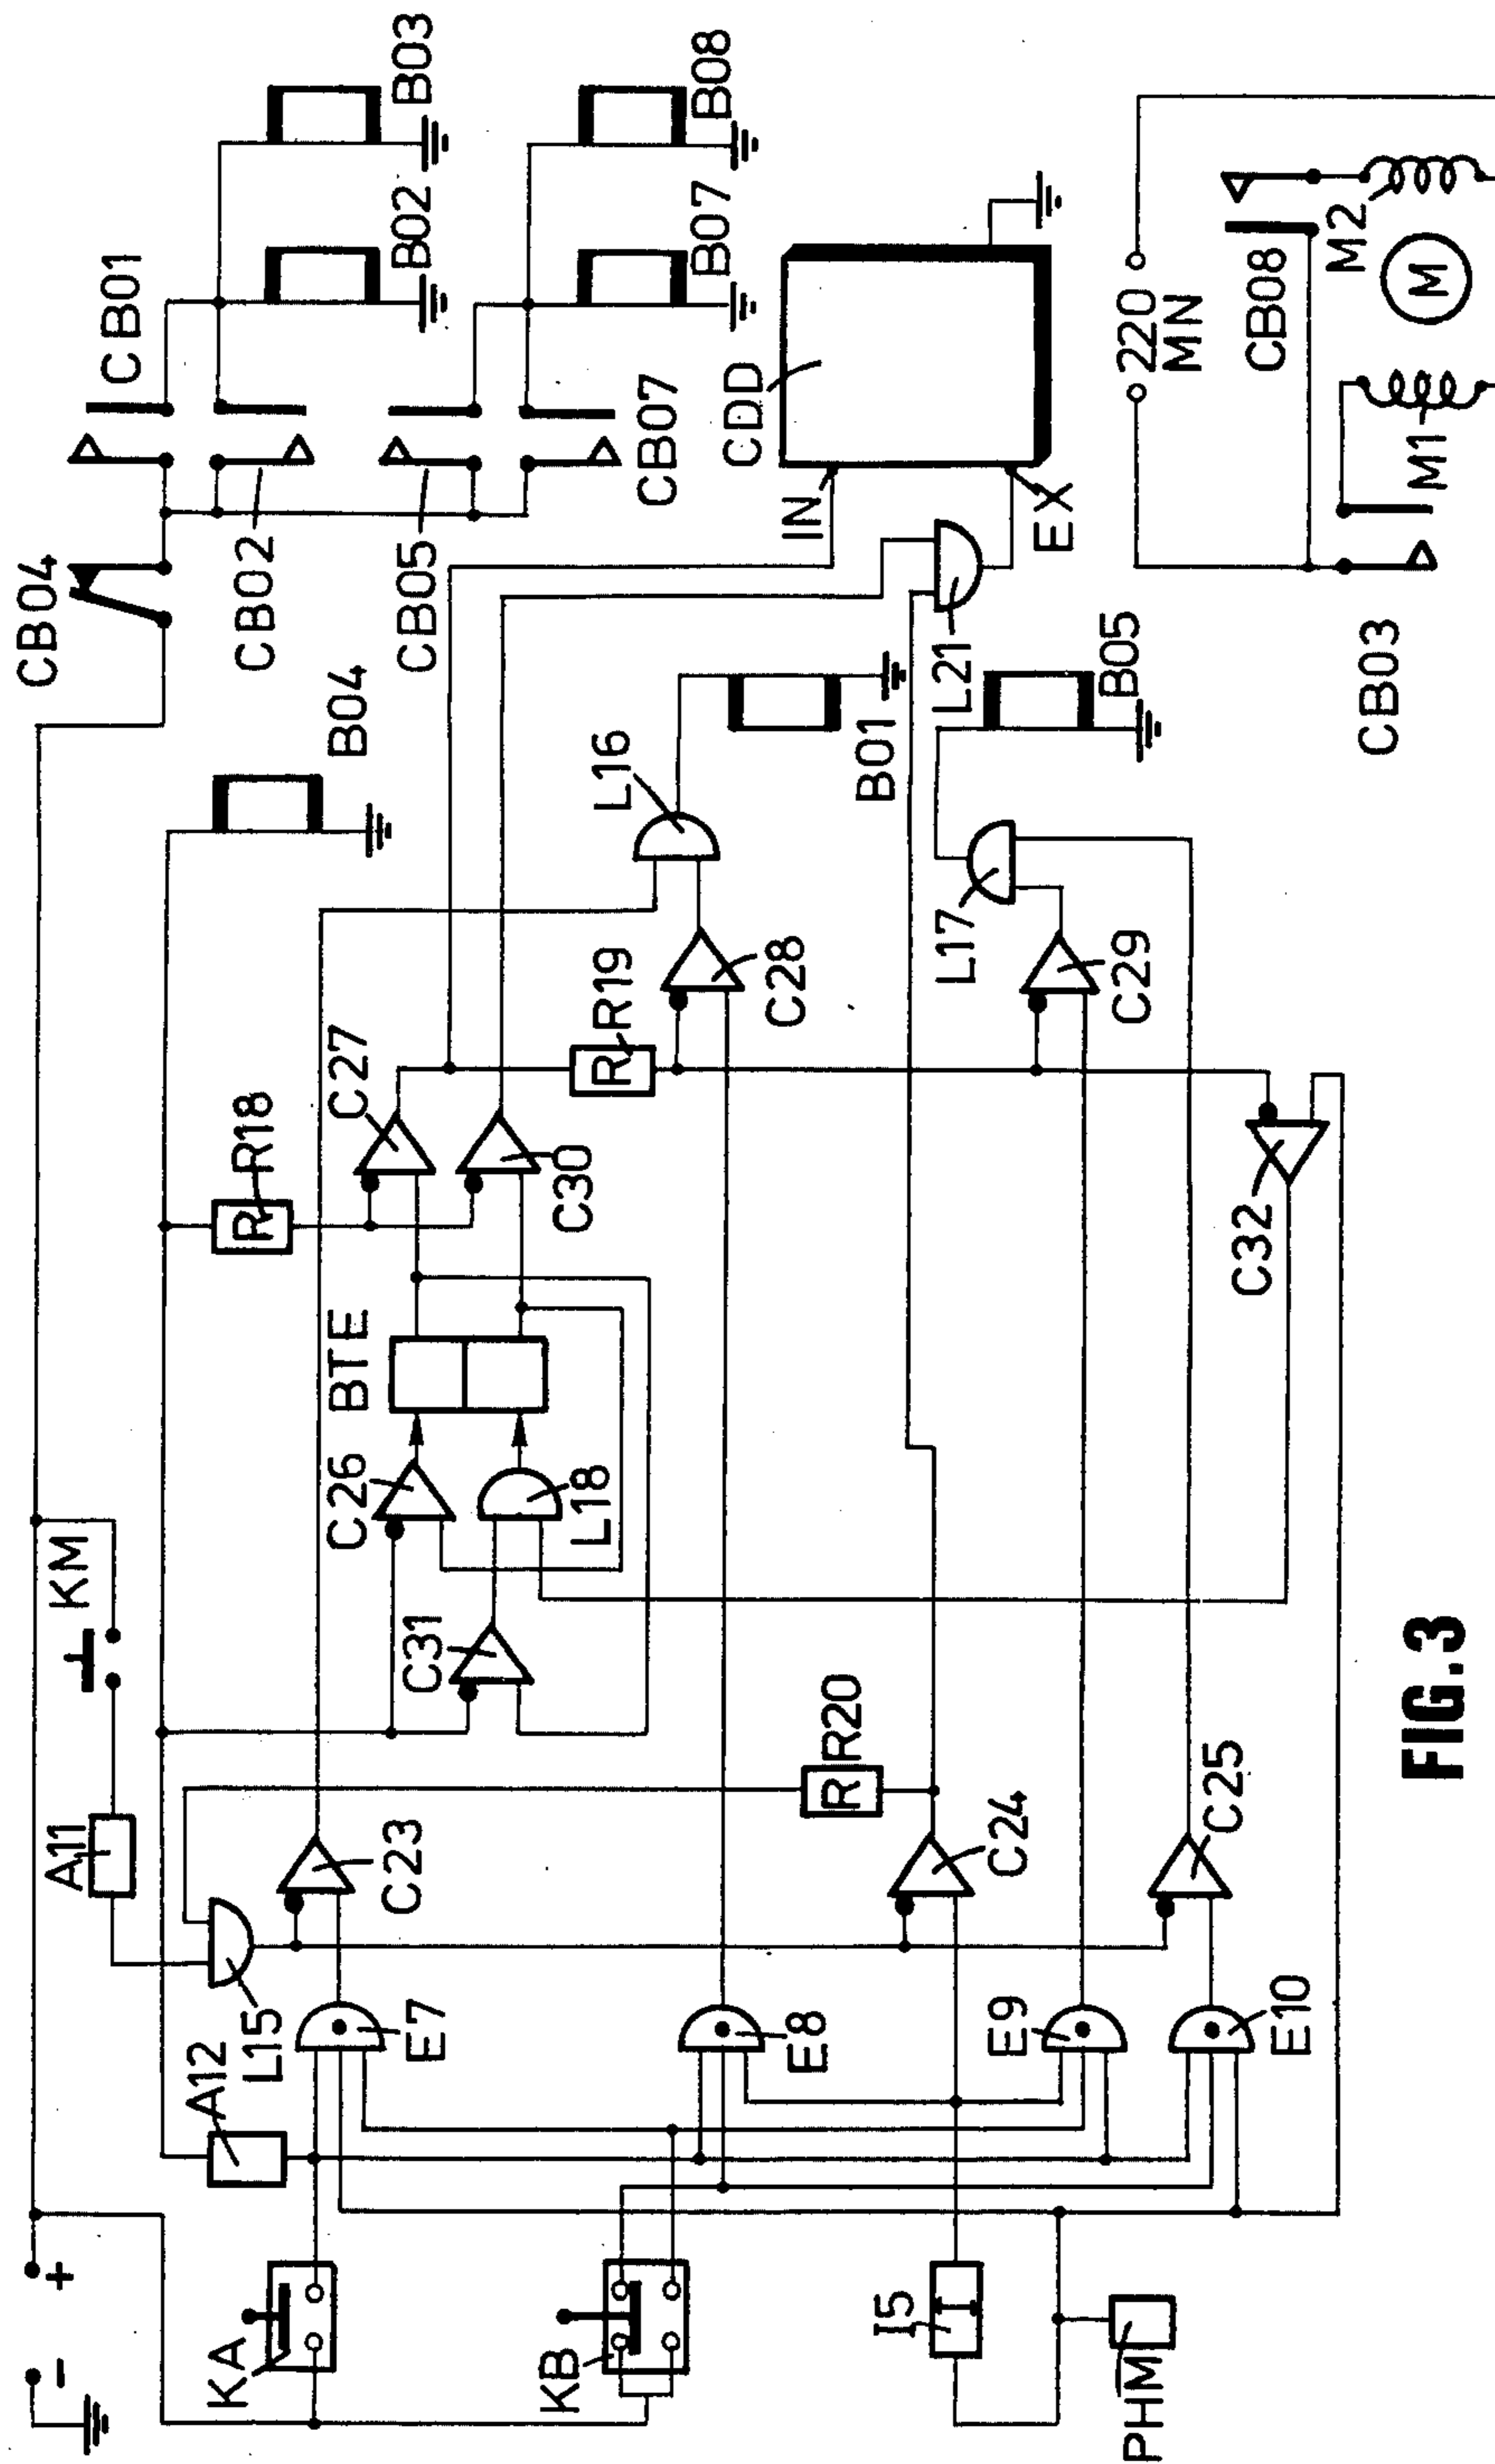 +
-
KA
KB
I5
I
PHM
A12
L15
A11
KM
E7
E8
E9
E10
C23
C24
C25
R20
R
C31
C26
L18
BTE
R18
R
C27
C30
R19
R
C28
C29
C32
L16
L17
B04
B01
B05
L21
CB04
CB02
CB05
CB01
CB07
B02
B03
B07
B08
CDD
IN
EX
220
MN
CB08
CB03
M1
M2
M
FIG.3